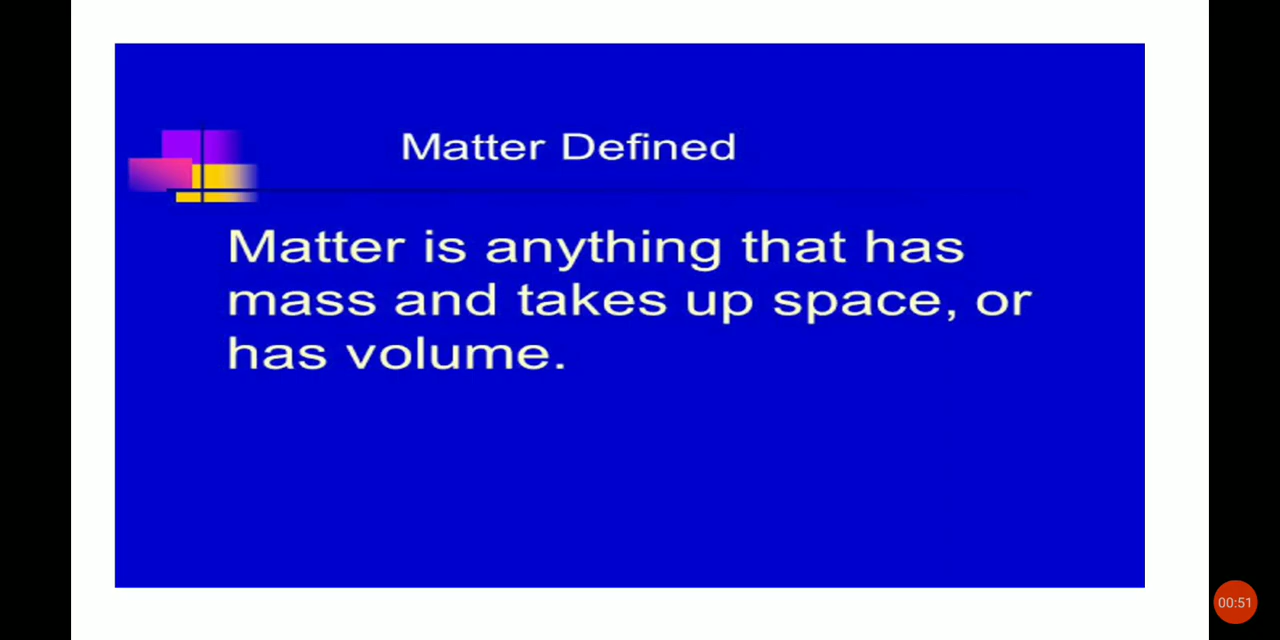 Matter Defined
Matter is anything that has
mass and takes up space, or
has volume.
00:51